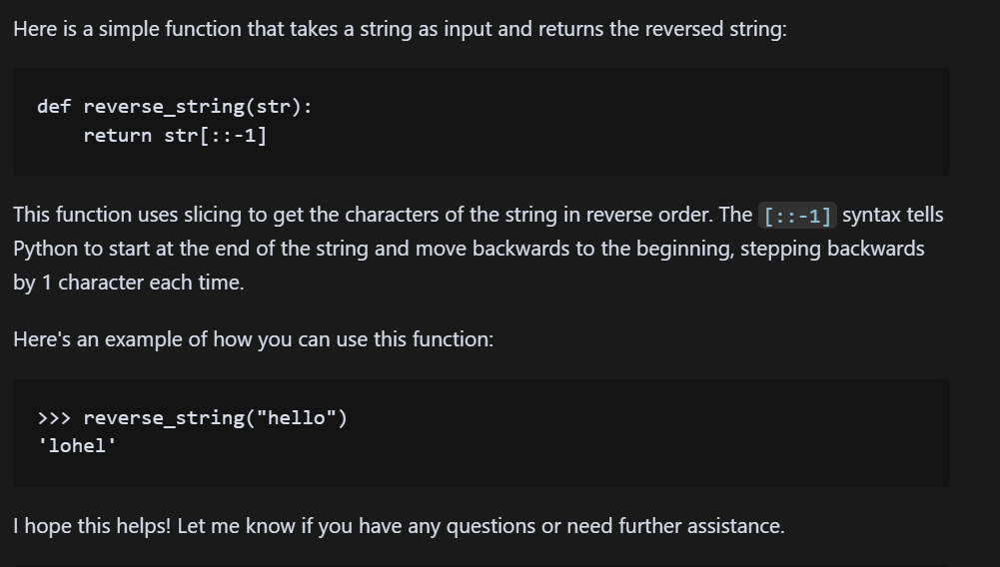 Here is a simple function that takes a string as input and returns the reversed string:
def reverse_string(str):
    return str[::-1]
This function uses slicing to get the characters of the string in reverse order. The [::-1] syntax tells
Python to start at the end of the string and move backwards to the beginning, stepping backwards
by 1 character each time.
Here's an example of how you can use this function:
>>> reverse_string("hello")
'lohel'
I hope this helps! Let me know if you have any questions or need further assistance.